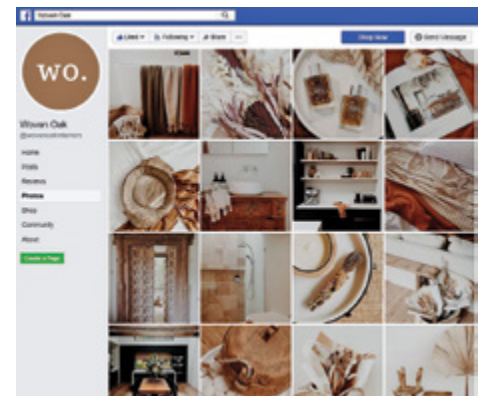 Woven Oak
Liked Following Share ...
Shop Now Send Message
wo.
Woven Oak
@wovenoakinteriors
Home
Posts
Reviews
Photos
Shop
Community
About
Create a Page